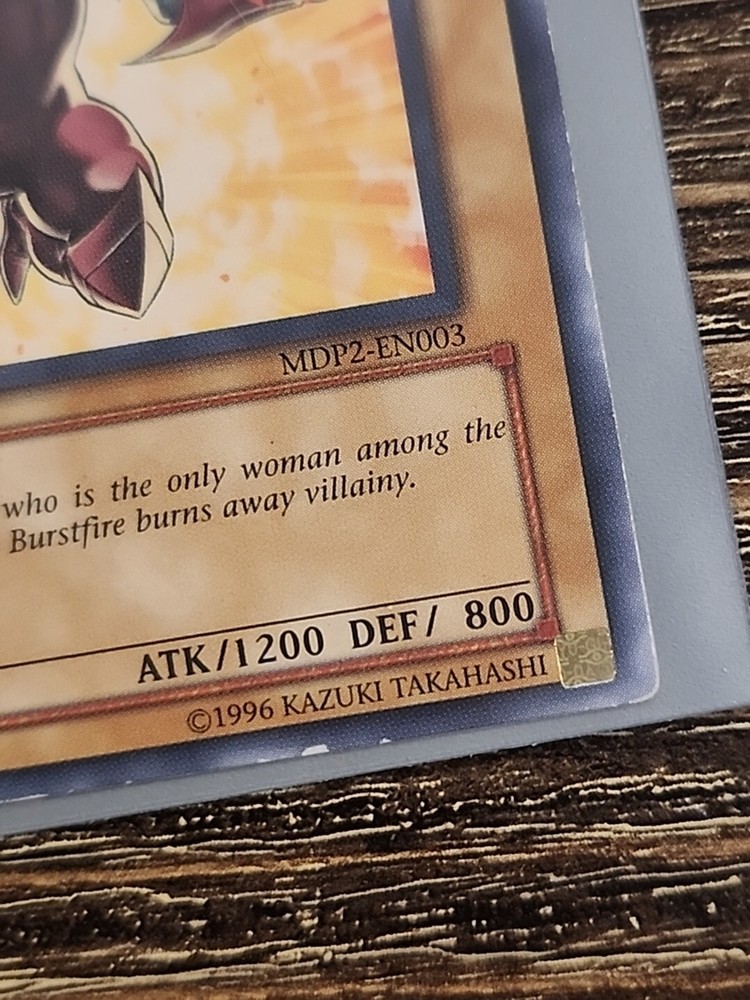 MDP2-EN003
who is the only woman among the
Burstfire burns away villainy.
ATK/1200 DEF/ 800
©1996 KAZUKI TAKAHASHI